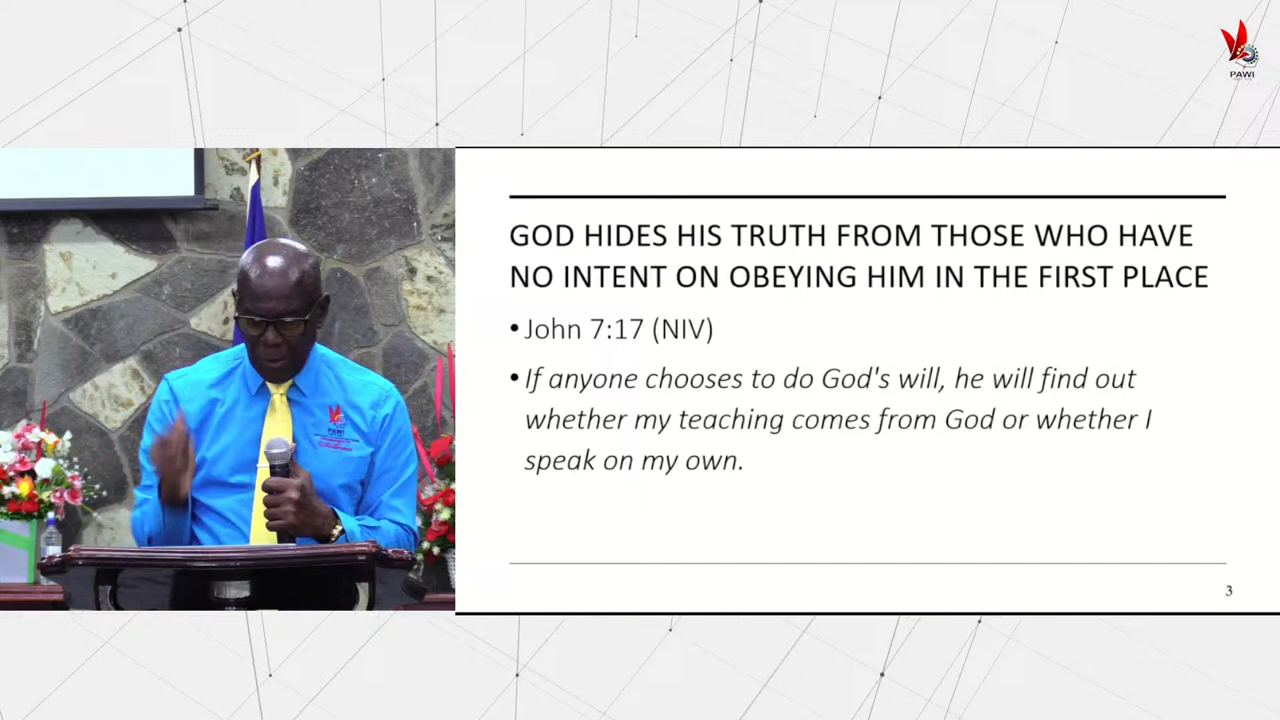 PAWI
GOD HIDES HIS TRUTH FROM THOSE WHO HAVE
NO INTENT ON OBEYING HIM IN THE FIRST PLACE
• John 7:17 (NIV)
• If anyone chooses to do God's will, he will find out
whether my teaching comes from God or whether I
speak on my own.
3
PAWI